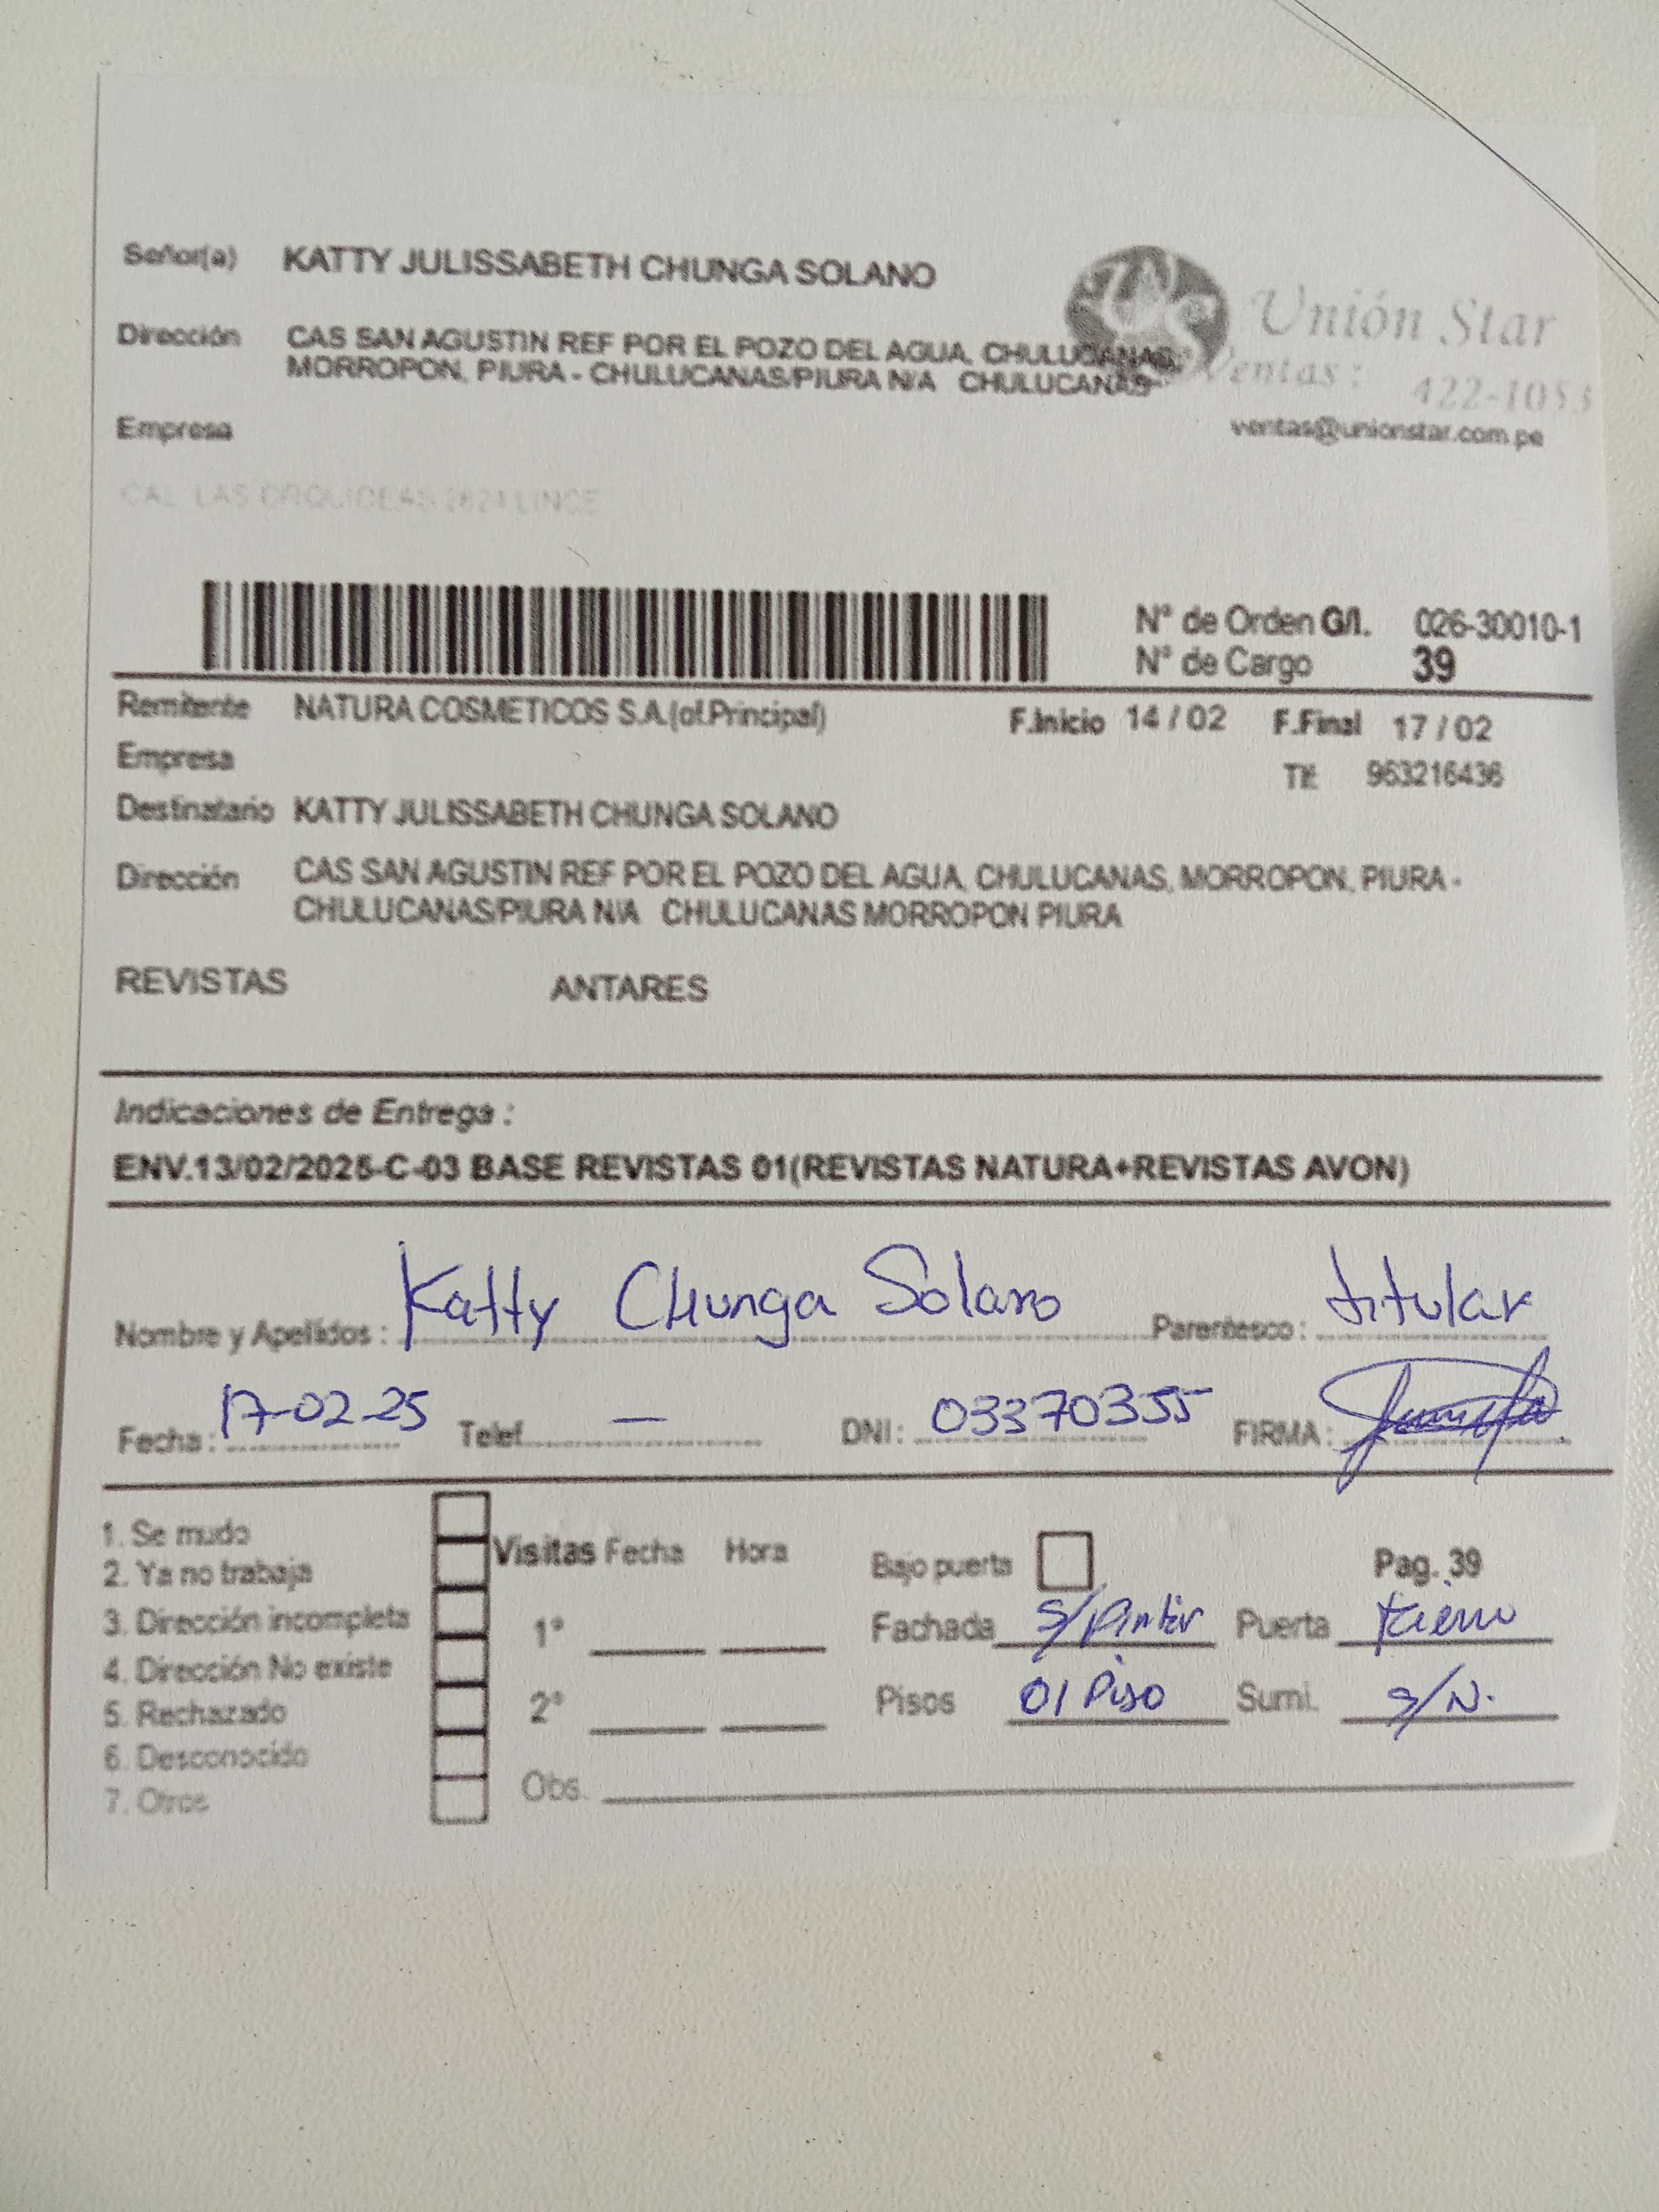 Señor(a) KATTY JULISSABETH CHUNGA SOLANO
Unión Star
Dirección CAS SAN AGUSTIN REF POR EL POZO DEL AGUA, CHULUCANAS,
MORROPON, PIURA - CHULUCANAS/PIURA N/A CHULUCANAS
Ventas: 422-1053
Empresa
ventas@unionstar.com.pe
CAL LAS ORQUIDEAS 2624 LINCE
N° de Orden G/I. 026-30010-1
N° de Cargo 39
Remitente NATURA COSMETICOS S.A.(of.Principal) F.Inicio 14 / 02 F.Final 17 / 02
Empresa Tlf: 963216436
Destinatario KATTY JULISSABETH CHUNGA SOLANO
Dirección CAS SAN AGUSTIN REF POR EL POZO DEL AGUA, CHULUCANAS, MORROPON, PIURA -
CHULUCANAS/PIURA N/A CHULUCANAS MORROPON PIURA
REVISTAS ANTARES
Indicaciones de Entrega :
ENV.13/02/2025-C-03 BASE REVISTAS 01(REVISTAS NATURA+REVISTAS AVON)
Nombre y Apellidos : Katty Chunga Solano Parentesco : titular
Fecha : 17-02-25 Telef. — DNI : 03370355 FIRMA :
1. Se mudo
2. Ya no trabaja
3. Dirección incompleta
4. Dirección No existe
5. Rechazado
6. Desconocido
7. Otros
Visitas Fecha Hora
1°
2°
Obs.
Bajo puerta Pag. 39
Fachada s/pintar Puerta fierro
Pisos 01 Piso Sumi. s/N.